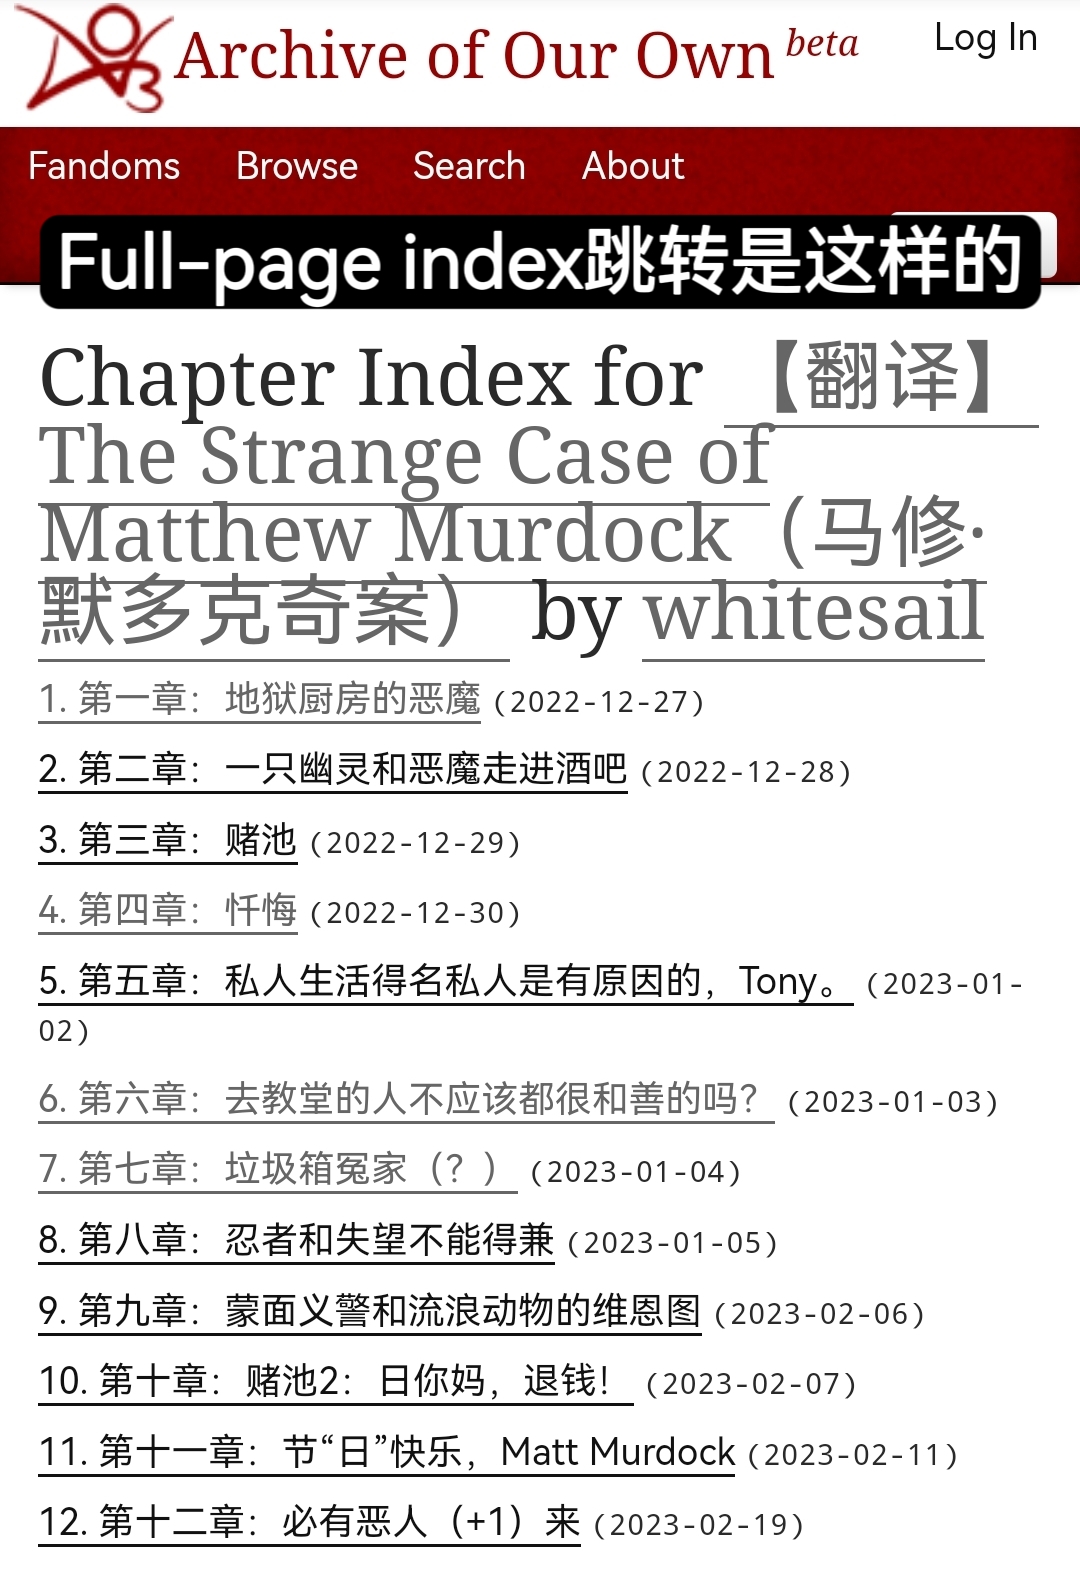 Archive of Our Own beta
Log In
Fandoms Browse Search About
Full-page index跳转是这样的
Chapter Index for 【翻译】
The Strange Case of
Matthew Murdock（马修·
默多克奇案） by whitesail
1. 第一章：地狱厨房的恶魔 (2022-12-27)
2. 第二章：一只幽灵和恶魔走进酒吧 (2022-12-28)
3. 第三章：赌池 (2022-12-29)
4. 第四章：忏悔 (2022-12-30)
5. 第五章：私人生活得名私人是有原因的，Tony。 (2023-01-
02)
6. 第六章：去教堂的人不应该都很和善的吗？ (2023-01-03)
7. 第七章：垃圾箱冤家（？） (2023-01-04)
8. 第八章：忍者和失望不能得兼 (2023-01-05)
9. 第九章：蒙面义警和流浪动物的维恩图 (2023-02-06)
10. 第十章：赌池2：日你妈，退钱！ (2023-02-07)
11. 第十一章：节“日”快乐，Matt Murdock (2023-02-11)
12. 第十二章：必有恶人（+1）来 (2023-02-19)